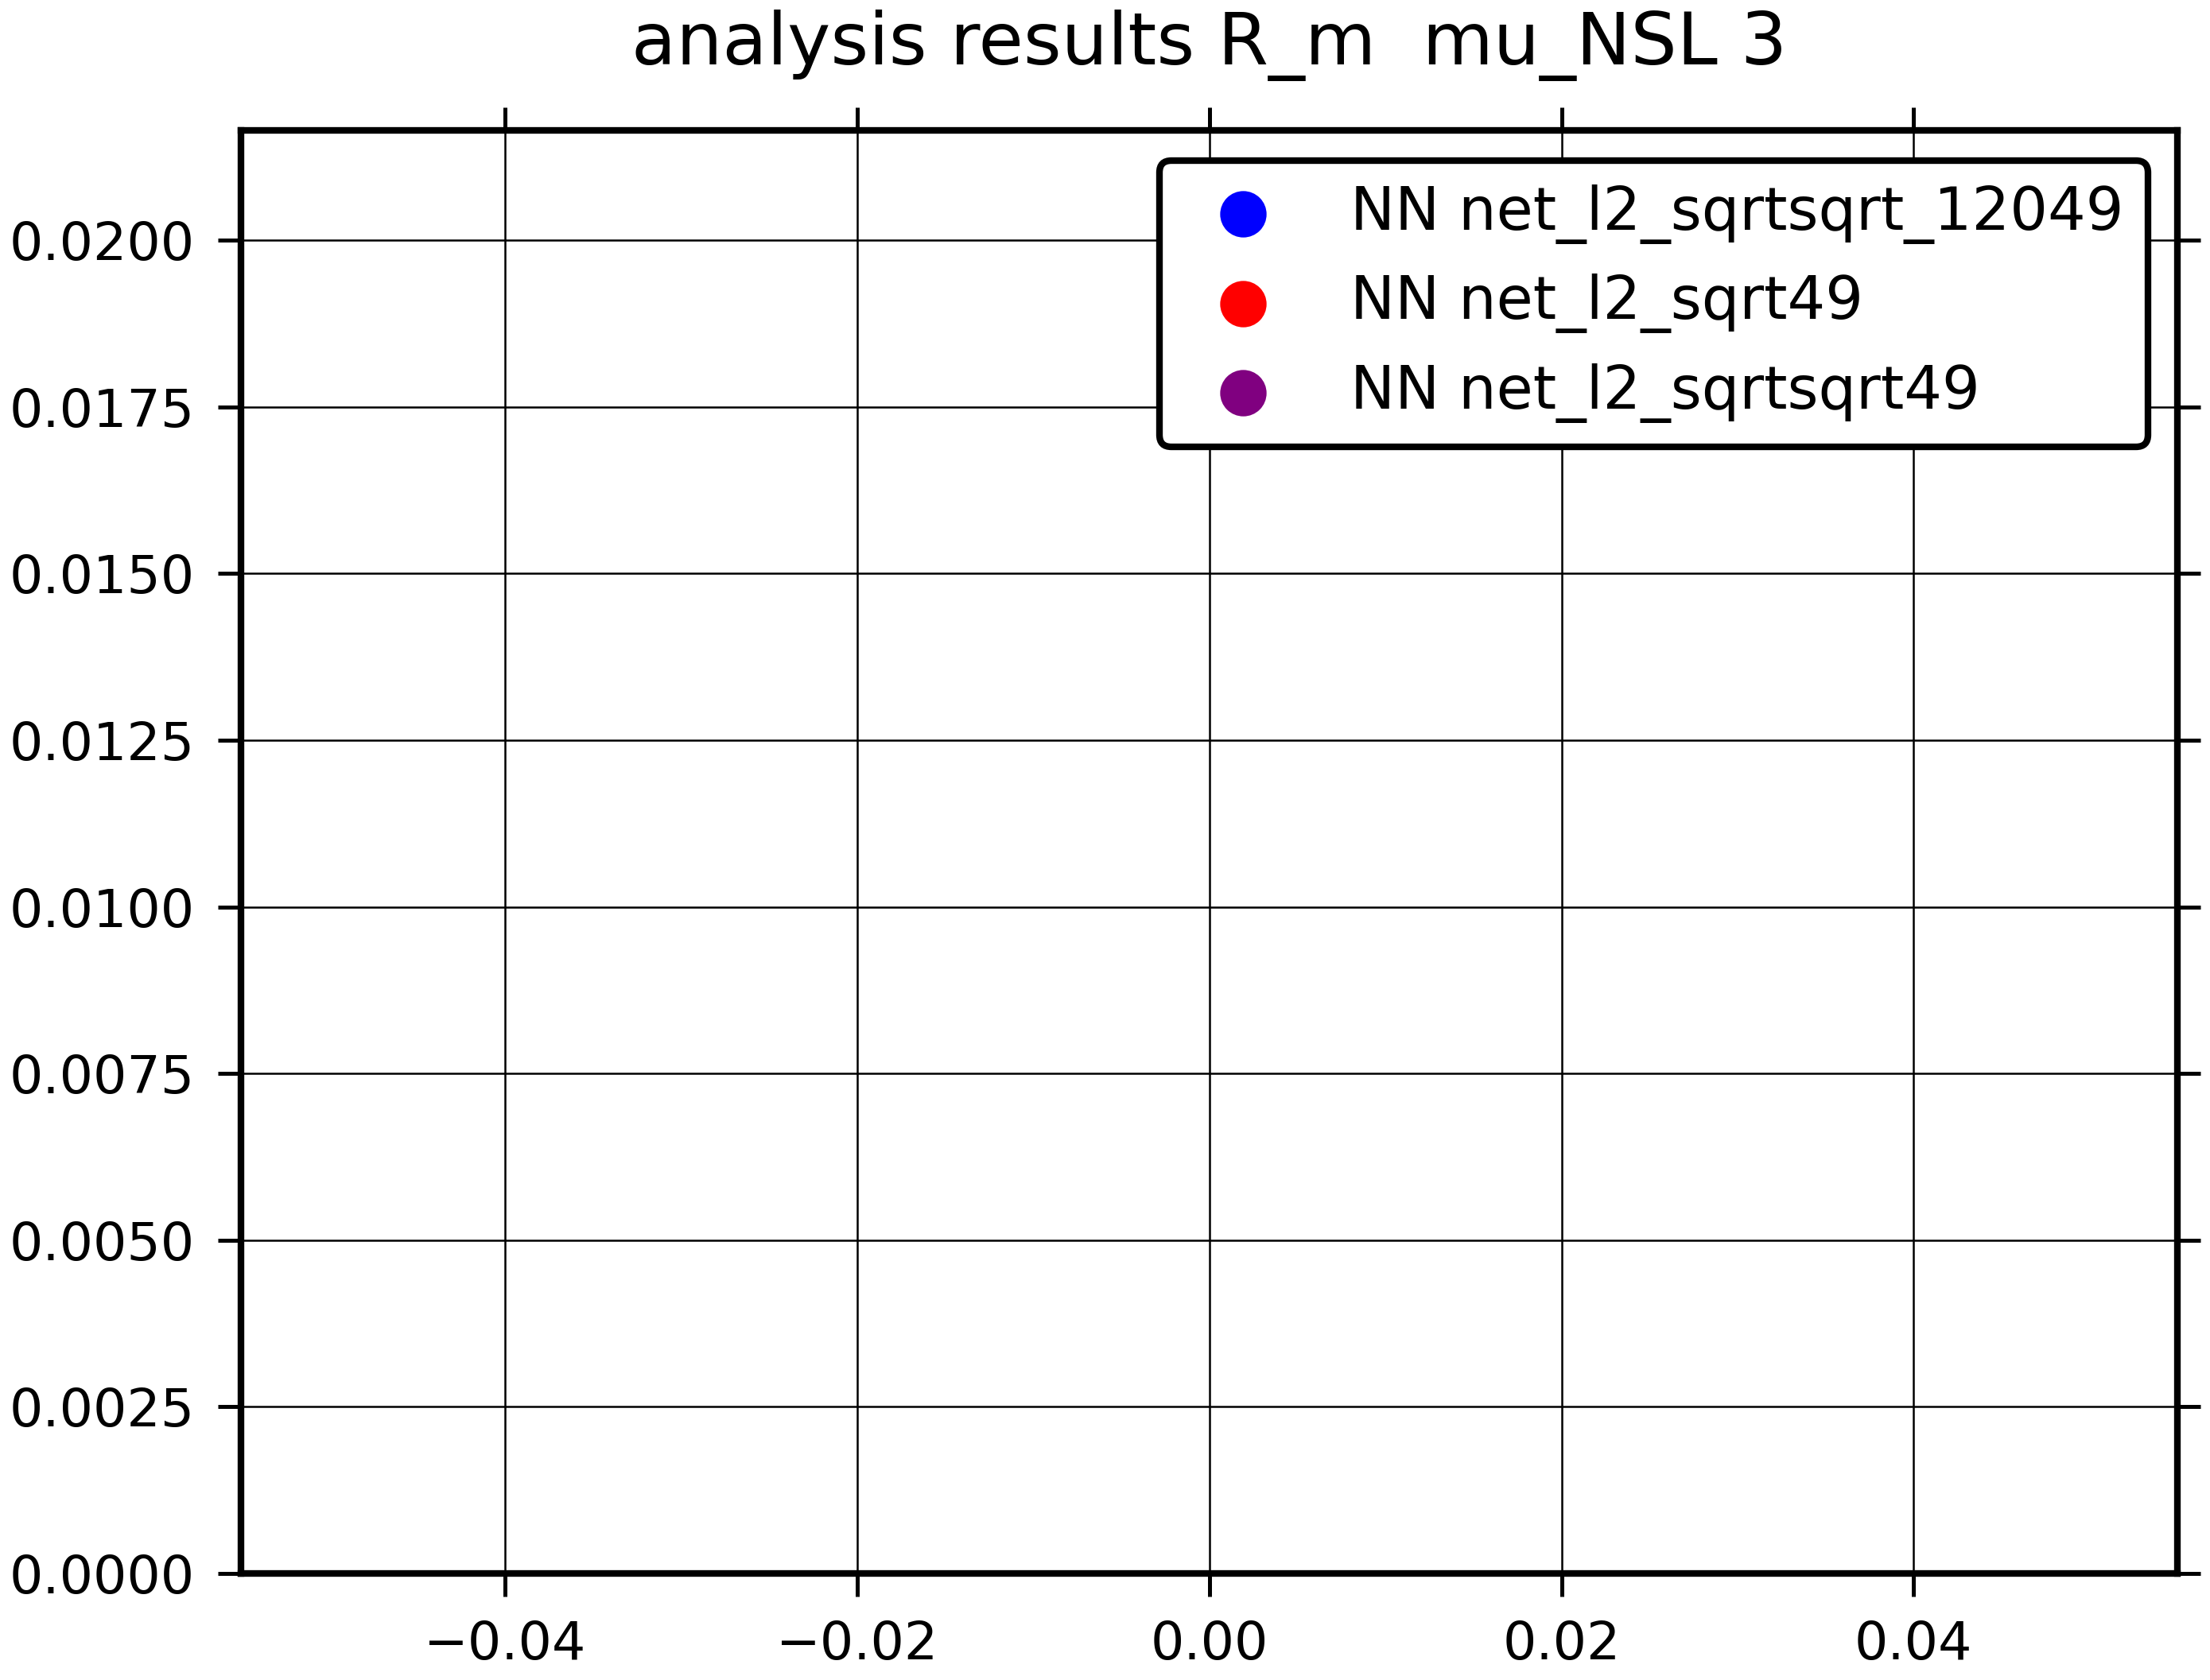 analysis results R_m  mu_NSL 3
NN net_l2_sqrtsqrt_12049
NN net_l2_sqrt49
NN net_l2_sqrtsqrt49
0.0200
0.0175
0.0150
0.0125
0.0100
0.0075
0.0050
0.0025
0.0000
−0.04 −0.02 0.00 0.02 0.04